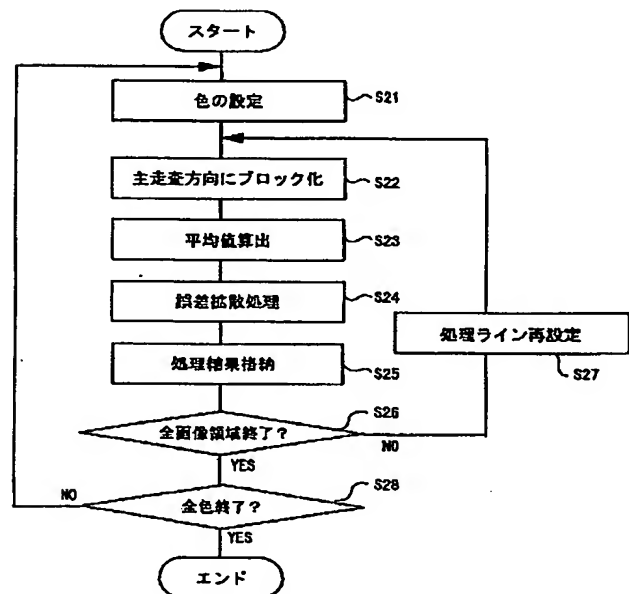 スタート
色の設定
S21
主走査方向にブロック化
S22
平均値算出
S23
誤差拡散処理
S24
処理結果格納
S25
処理ライン再設定
S27
全画像領域終了?
S26
NO
YES
全色終了?
S28
NO
YES
エンド